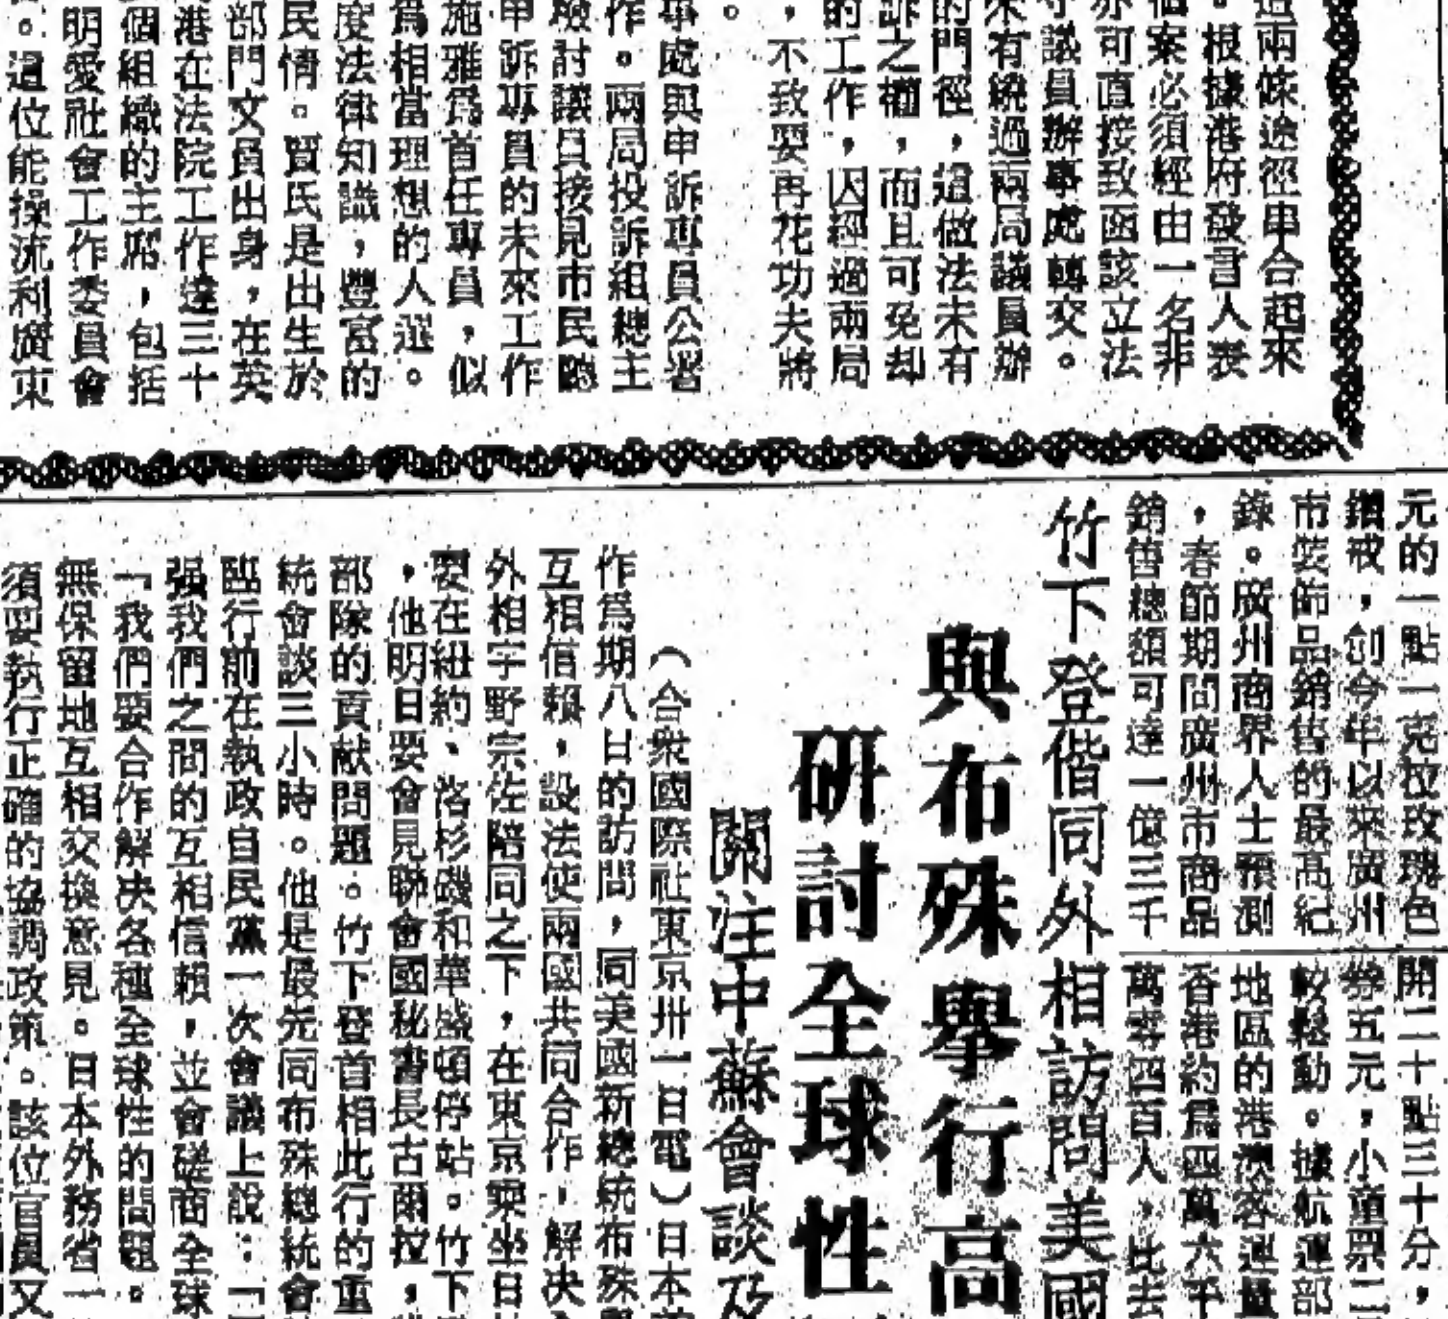 這兩條途徑串合起來
。根據港府發言人表
個案必須經由一名非
亦可直接致函該立法
守議員辦事處轉交。
未有繞過兩局議員辦
的門徑,這做法未有
訴之權,而且可免却
的工作,因經過兩局
,不致要再花功夫將
。
事處與申訴專員公署
作。兩局投訴組總主
檢討議員接見市民聽
申訴專員的未來工作
施雅爲首任專員,似
爲相當理想的人選。
度法律知識,豐富的
民情。賈氏是出生於
部門文員出身,在英
港在法院工作達三十
個組織的主席,包括
明愛社會工作委員會
。這位能操流利廣東
元的一點一克拉玫瑰色
鑽戒,創今年以來廣州
市裝飾品銷售的最高紀
錄。廣州商界人士預測
,春節期間廣州市商品
銷售總額可達一億三千
開二十點三十分,
券五元,小童票二
較鬆動。據航運部
地區的港澳客運量
香港約爲四萬六千
萬零四百人,比去
竹下登偕同外相訪問美國
與布殊舉行高
研討全球性
關注中蘇會談及
(合衆國際社東京卅一日電)日本
作爲期八日的訪問,同美國新總統布殊
互相信賴,設法使兩國共同合作,解决
外相宇野宗佐陪同之下,在東京乘坐日
要在紐約、洛杉磯和華盛頓停站。竹下
,他明日要會見聯會國秘書長古爾拉,
部隊的貢献問題。竹下登首相此行的重
統會談三小時。他是最先同布殊總統會
臨行前在執政自民黨一次會議上說:「
强我們之間的互相信賴,並會磋商全球
「我們要合作解决各種全球性的問題。
無保留地互相交換意見。日本外務省一
須要執行正確的協調政策。該位官員又